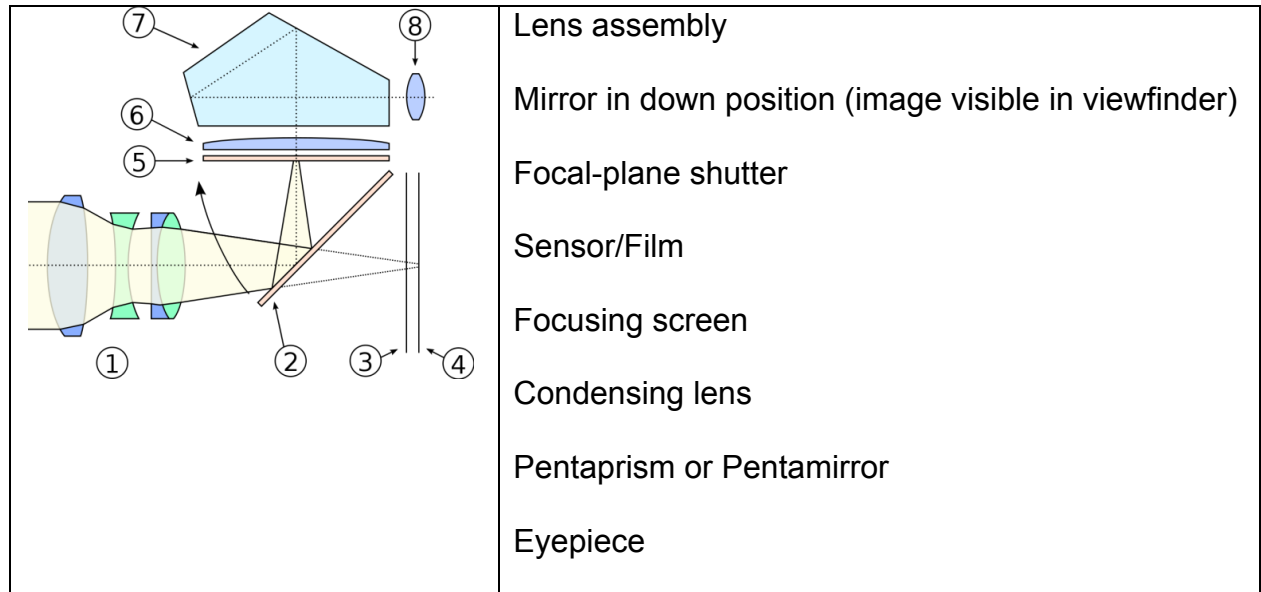 ⑦
⑧
⑥
⑤
①
②
③
④
Lens assembly
Mirror in down position (image visible in viewfinder)
Focal-plane shutter
Sensor/Film
Focusing screen
Condensing lens
Pentaprism or Pentamirror
Eyepiece